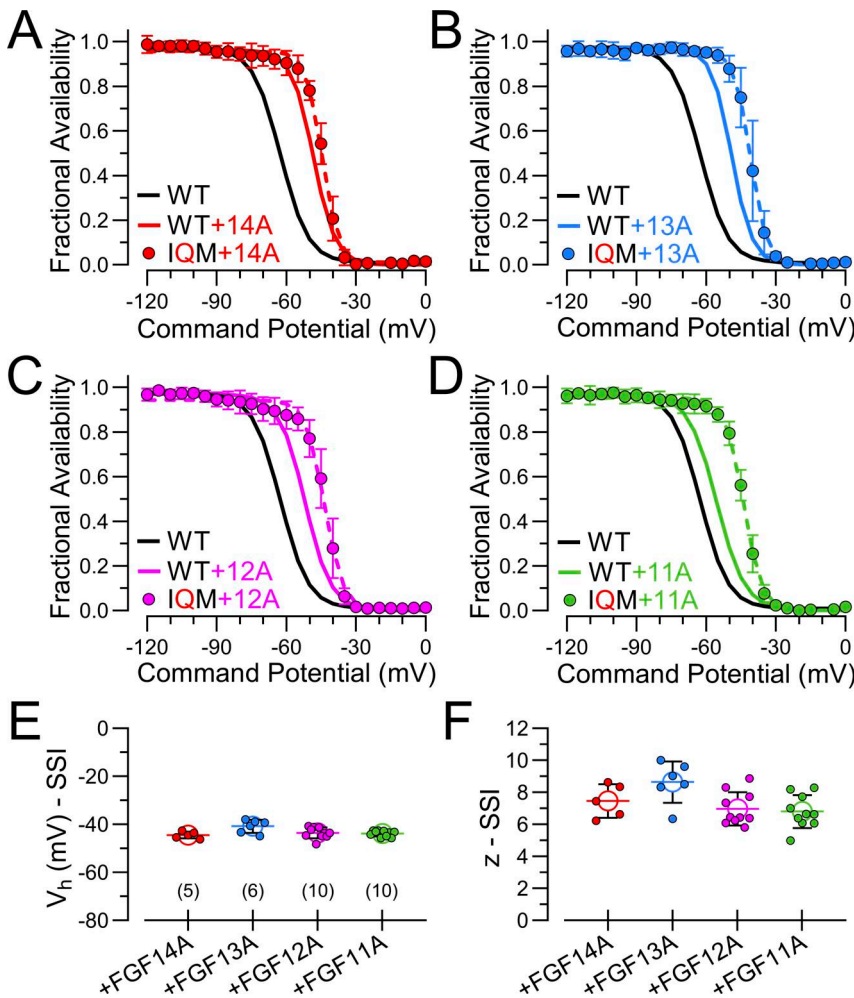 A
1.0
0.8
0.6
0.4
0.2
0.0
Fractional Availability
WT
WT+14A
IQM+14A
-120 -90 -60 -30 0
Command Potential (mV)
B
1.0
0.8
0.6
0.4
0.2
0.0
Fractional Availability
WT
WT+13A
IQM+13A
-120 -90 -60 -30 0
Command Potential (mV)
C
1.0
0.8
0.6
0.4
0.2
0.0
Fractional Availability
WT
WT+12A
IQM+12A
-120 -90 -60 -30 0
Command Potential (mV)
D
1.0
0.8
0.6
0.4
0.2
0.0
Fractional Availability
WT
WT+11A
IQM+11A
-120 -90 -60 -30 0
Command Potential (mV)
E
0
-20
-40
-60
-80
Vh (mV) - SSI
(5) (6) (10) (10)
+FGF14A
+FGF13A
+FGF12A
+FGF11A
F
12
10
8
6
4
2
0
z - SSI
+FGF14A
+FGF13A
+FGF12A
+FGF11A